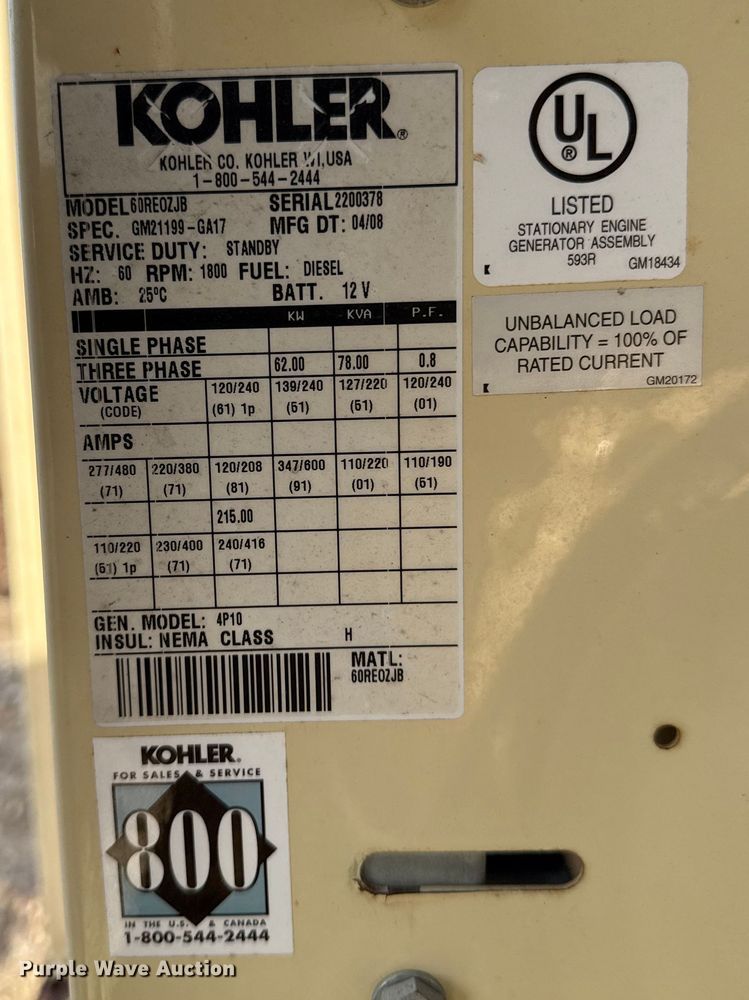 KOHLER®
KOHLER CO. KOHLER WI,USA
1-800-544-2444
MODEL 60REOZJB SERIAL 2200378
SPEC. GM21199-GA17 MFG DT: 04/08
SERVICE DUTY: STANDBY
HZ: 60 RPM: 1800 FUEL: DIESEL
AMB: 25°C BATT. 12 V
KW KVA P.F.
SINGLE PHASE
THREE PHASE 62.00 78.00 0.8
VOLTAGE 120/240 139/240 127/220 120/240
(CODE) (61) 1p (51) (51) (01)
AMPS
277/480 220/380 120/208 347/600 110/220 110/190
(71) (71) (81) (91) (01) (51)
215.00
110/220 230/400 240/416
(61) 1p (71) (71)
GEN. MODEL: 4P10
INSUL: NEMA CLASS H
MATL:
60REOZJB
UL
®
LISTED
STATIONARY ENGINE
GENERATOR ASSEMBLY
593R GM18434
K
UNBALANCED LOAD
CAPABILITY = 100% OF
RATED CURRENT
K GM20172
KOHLER®
FOR SALES & SERVICE
800
IN THE U.S. & CANADA
1-800-544-2444
Purple Wave Auction